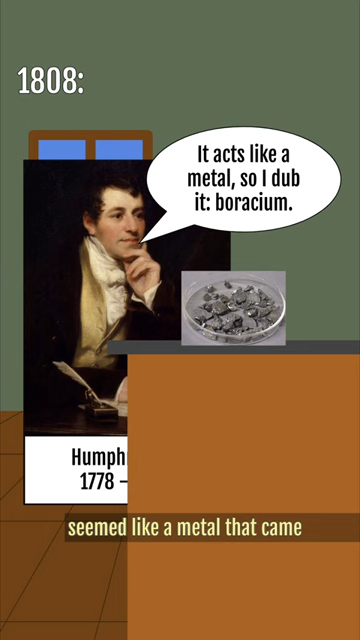 1808:
It acts like a
metal, so I dub
it: boracium.
Humph
1778 –
seemed like a metal that came